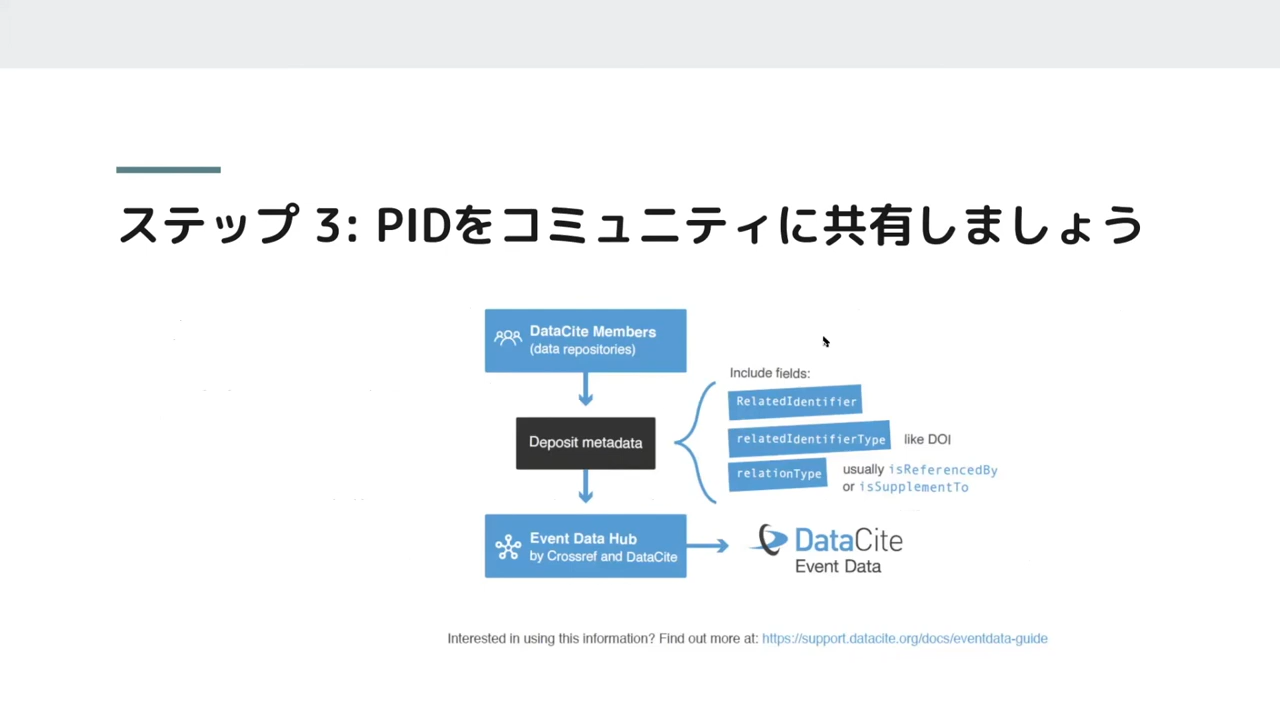 ステップ 3: PIDをコミュニティに共有しましょう
DataCite Members
(data repositories)
Include fields:
RelatedIdentifier
Deposit metadata
relatedIdentifierType like DOI
relationType usually isReferencedBy
or isSupplementTo
Event Data Hub
by Crossref and DataCite
DataCite
Event Data
Interested in using this information? Find out more at: https://support.datacite.org/docs/eventdata-guide